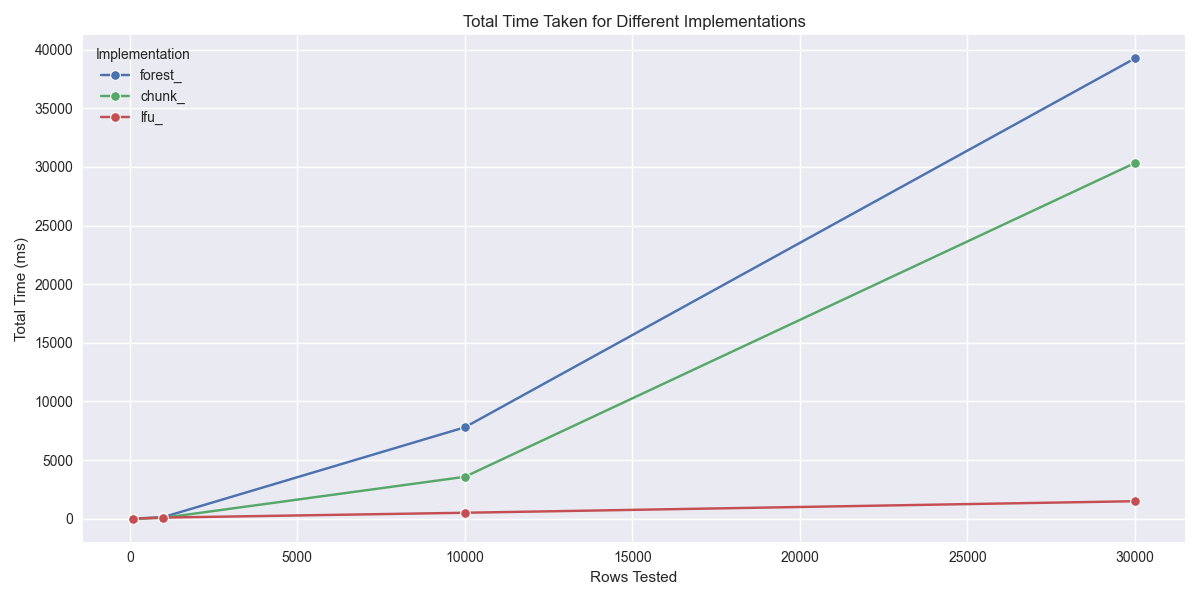 Total Time Taken for Different Implementations
Implementation
forest_
chunk_
lfu_
Total Time (ms)
40000
35000
30000
25000
20000
15000
10000
5000
0
0 5000 10000 15000 20000 25000 30000
Rows Tested